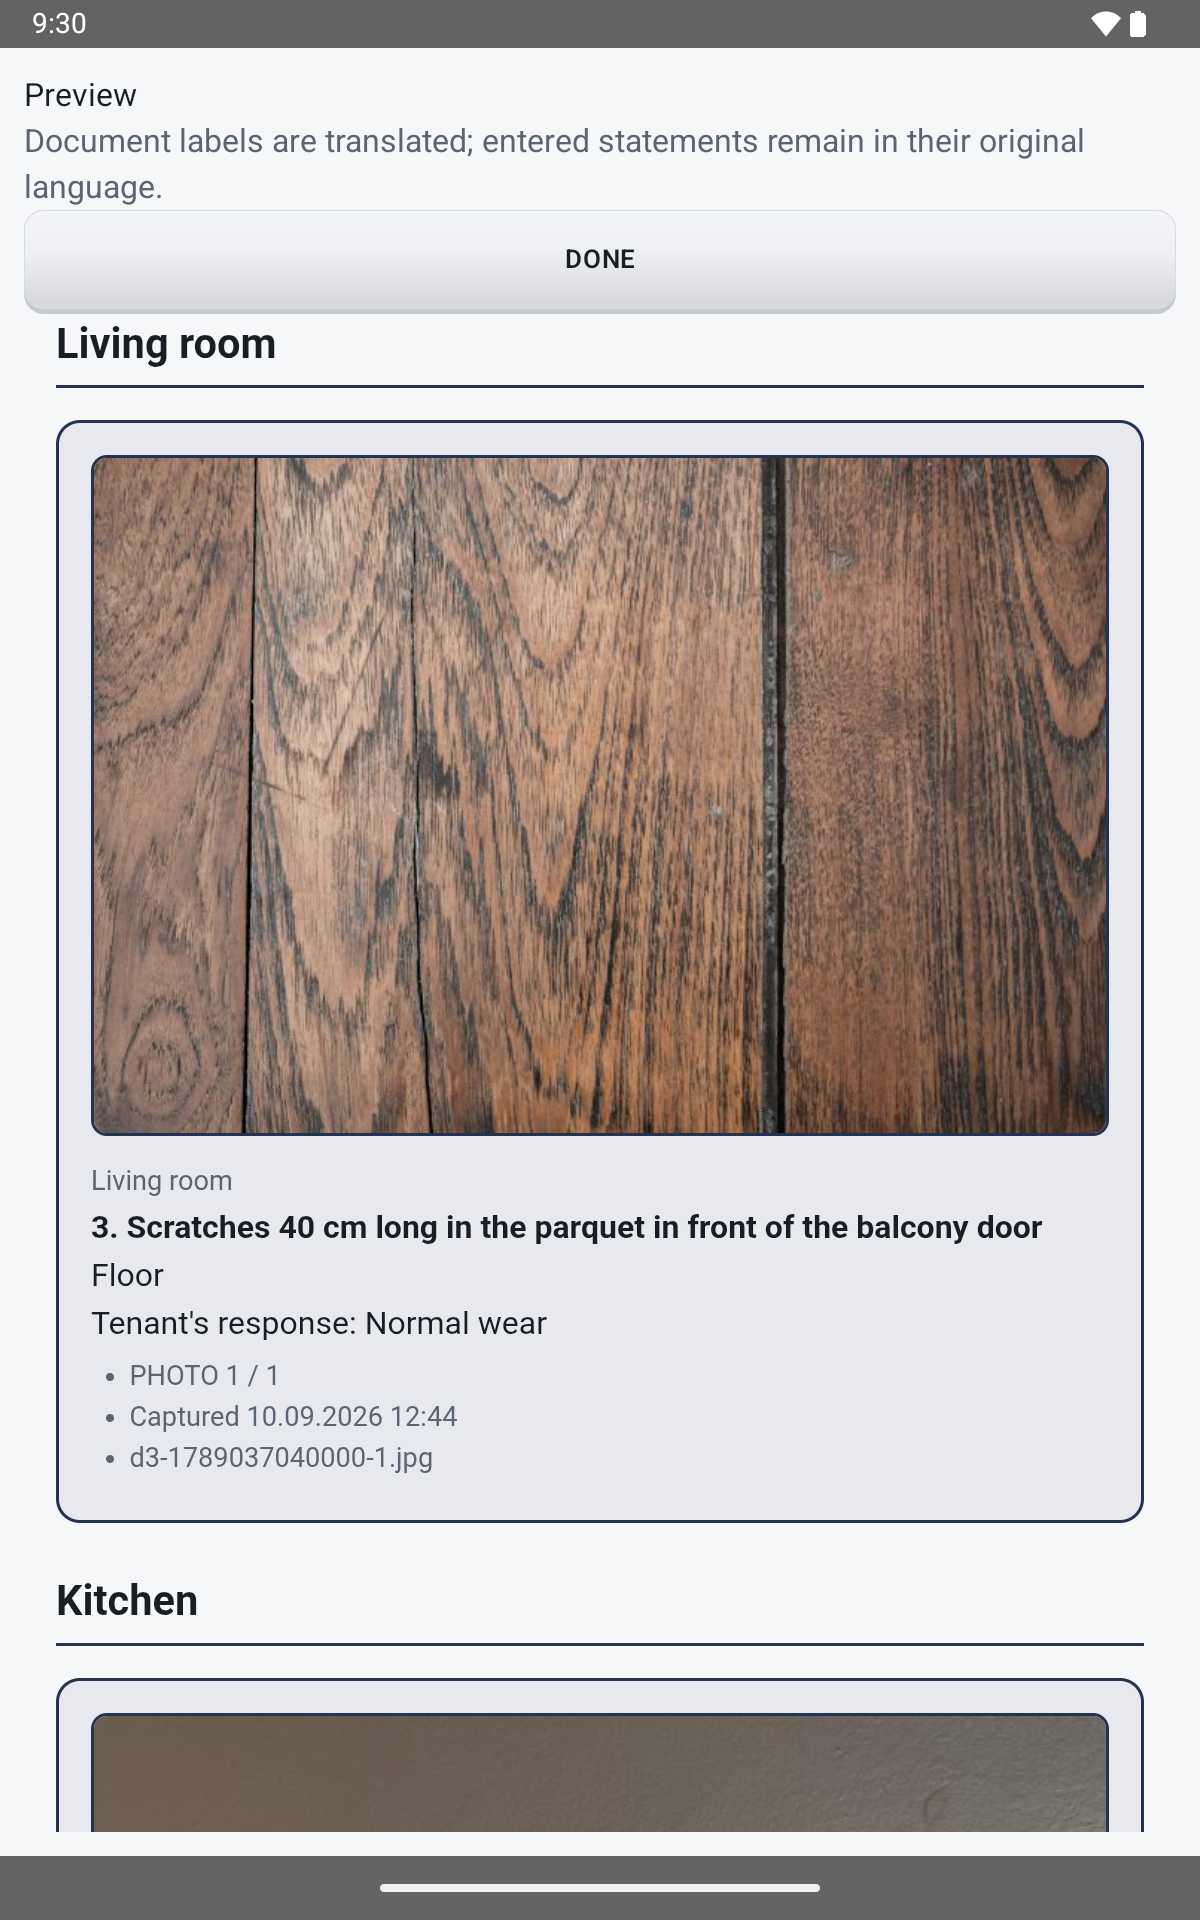 9:30
Preview
Document labels are translated; entered statements remain in their original
language.
DONE
Living room
Living room
3. Scratches 40 cm long in the parquet in front of the balcony door
Floor
Tenant's response: Normal wear
• PHOTO 1 / 1
• Captured 10.09.2026 12:44
• d3-1789037040000-1.jpg
Kitchen